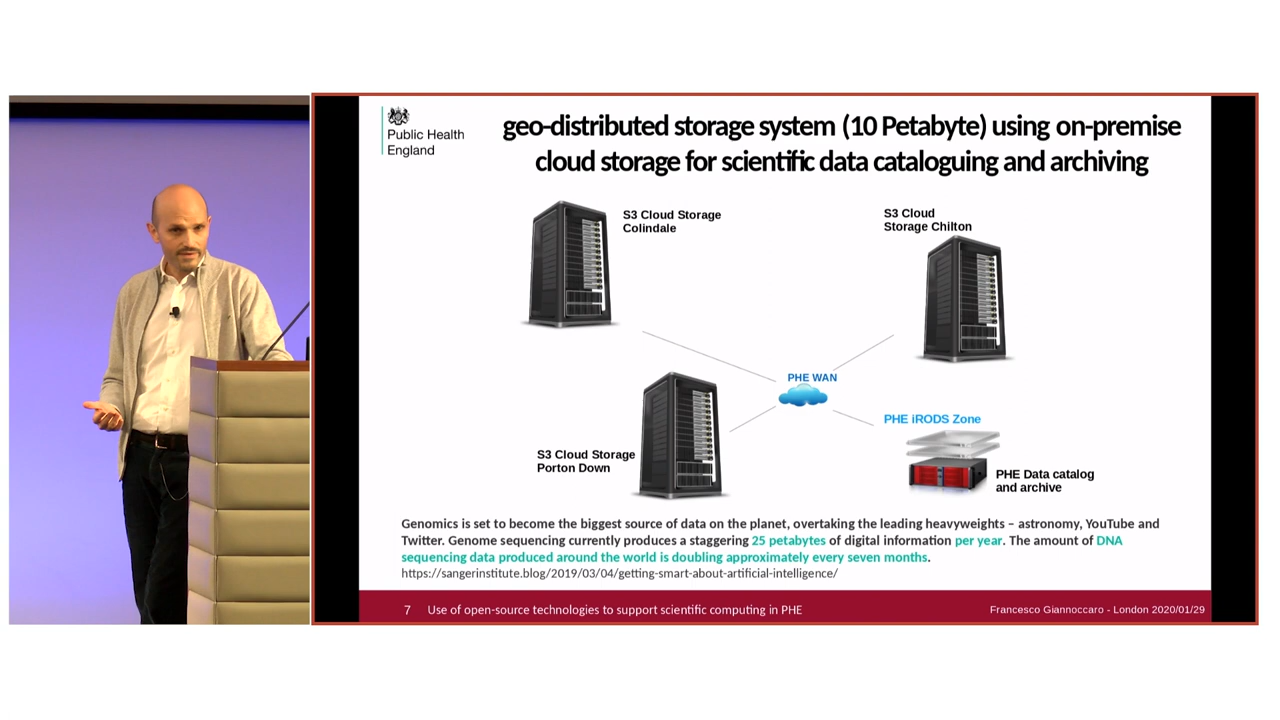 Public Health
England
geo-distributed storage system (10 Petabyte) using on-premise
cloud storage for scientific data cataloguing and archiving
S3 Cloud Storage
Colindale
S3 Cloud
Storage Chilton
PHE WAN
PHE iRODS Zone
S3 Cloud Storage
Porton Down
PHE Data catalog
and archive
Genomics is set to become the biggest source of data on the planet, overtaking the leading heavyweights – astronomy, YouTube and
Twitter. Genome sequencing currently produces a staggering 25 petabytes of digital information per year. The amount of DNA
sequencing data produced around the world is doubling approximately every seven months.
https://sangerinstitute.blog/2019/03/04/getting-smart-about-artificial-intelligence/
7 Use of open-source technologies to support scientific computing in PHE
Francesco Giannoccaro - London 2020/01/29